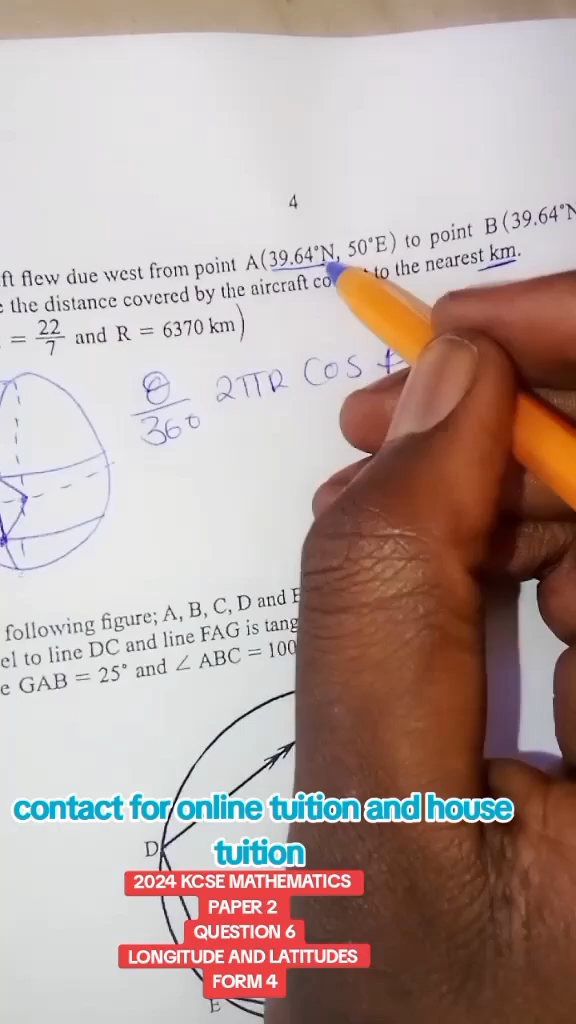 4
ft flew due west from point A(39.64°N, 50°E) to point B(39.64°N
the distance covered by the aircraft to the nearest km.
= 22/7 and R = 6370 km)
θ/360 2πR Cos
following figure; A, B, C, D and E
el to line DC and line FAG is tang
e GAB = 25° and ∠ ABC = 100
contact for online tuition and house
tuition
D
2024 KCSE MATHEMATICS
PAPER 2
QUESTION 6
LONGITUDE AND LATITUDES
FORM 4
E